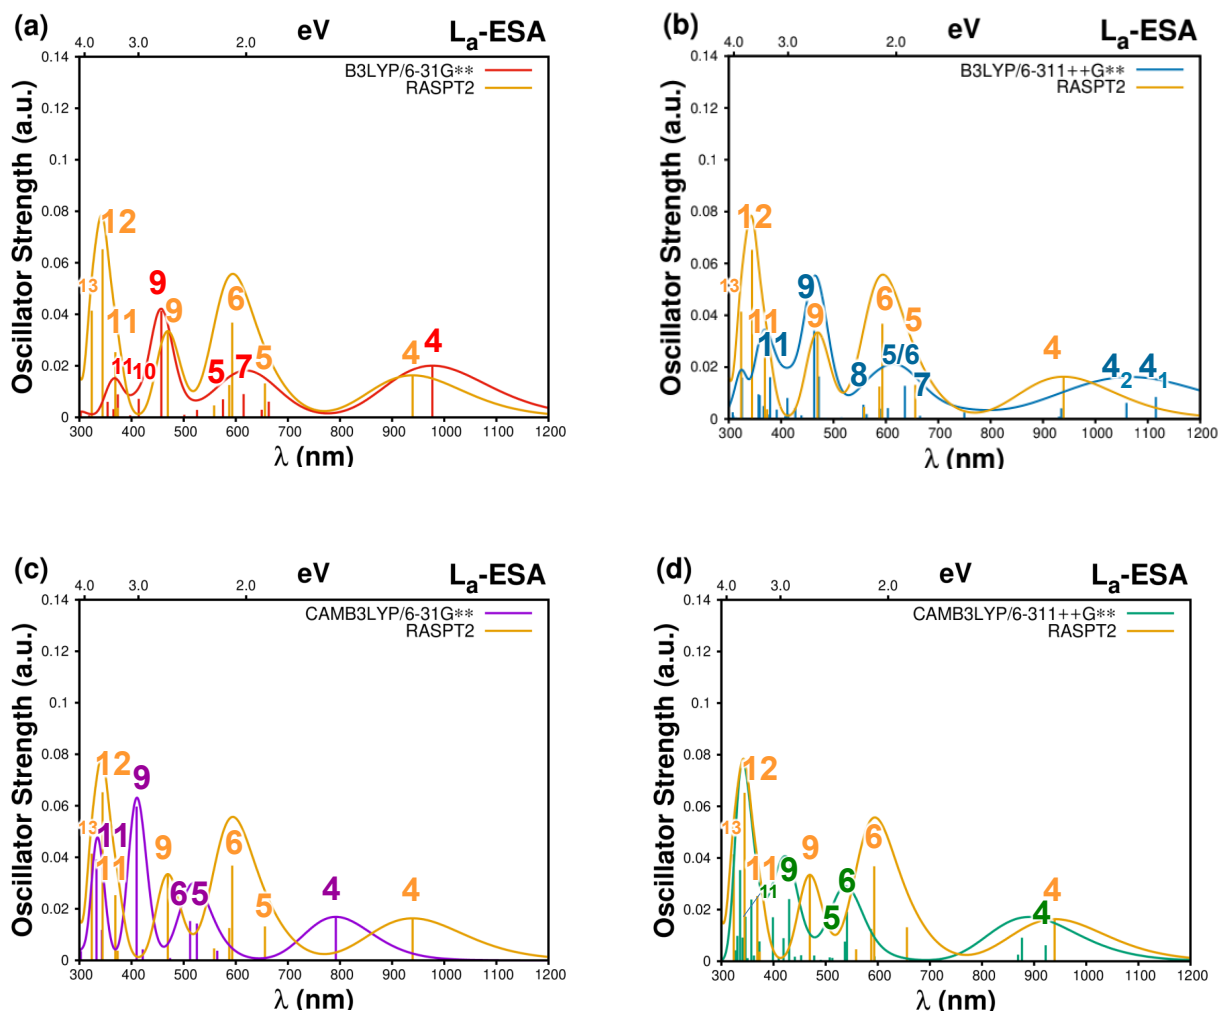 (a) eV Lₐ-ESA
4.0 3.0 2.0
B3LYP/6-31G**
RASPT2
Oscillator Strength (a.u.)
0.14
0.12
0.1
0.08
0.06
0.04
0.02
0
12
13
11
9
9
6
11 10
5 7 5
4 4
300 400 500 600 700 800 900 1000 1100 1200
λ (nm)
(b) eV Lₐ-ESA
4.0 3.0 2.0
B3LYP/6-311++G**
RASPT2
Oscillator Strength (a.u.)
0.14
0.12
0.1
0.08
0.06
0.04
0.02
0
12
13
9
6
11 9 5
11
4
8 5/6 7
4₂ 4₁
300 400 500 600 700 800 900 1000 1100 1200
λ (nm)
(c) eV Lₐ-ESA
4.0 3.0 2.0
CAMB3LYP/6-31G**
RASPT2
Oscillator Strength (a.u.)
0.14
0.12
0.1
0.08
0.06
0.04
0.02
0
12
9
13 11
11 9 6
6 5 5
4 4
300 400 500 600 700 800 900 1000 1100 1200
λ (nm)
(d) eV Lₐ-ESA
4.0 3.0 2.0
CAMB3LYP/6-311++G**
RASPT2
Oscillator Strength (a.u.)
0.14
0.12
0.1
0.08
0.06
0.04
0.02
0
12
13
11 9 9 6
11 6
5
4
4
300 400 500 600 700 800 900 1000 1100 1200
λ (nm)